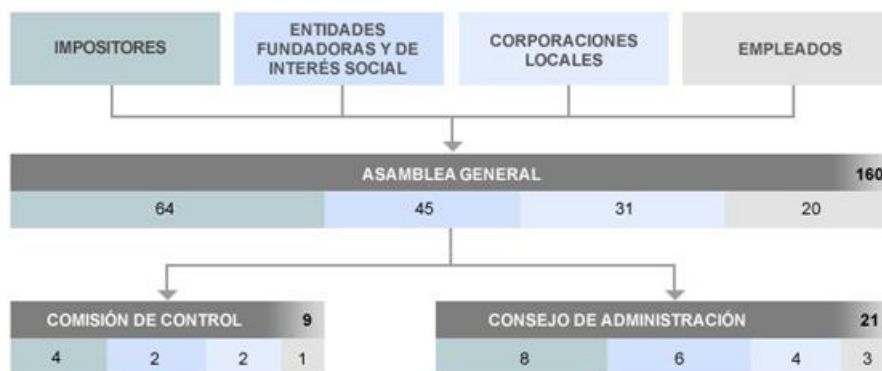 IMPOSITORES
ENTIDADES
FUNDADORAS Y DE
INTERÉS SOCIAL
CORPORACIONES
LOCALES
EMPLEADOS
ASAMBLEA GENERAL 160
64 45 31 20
COMISIÓN DE CONTROL 9
4 2 2 1
CONSEJO DE ADMINISTRACIÓN 21
8 6 4 3